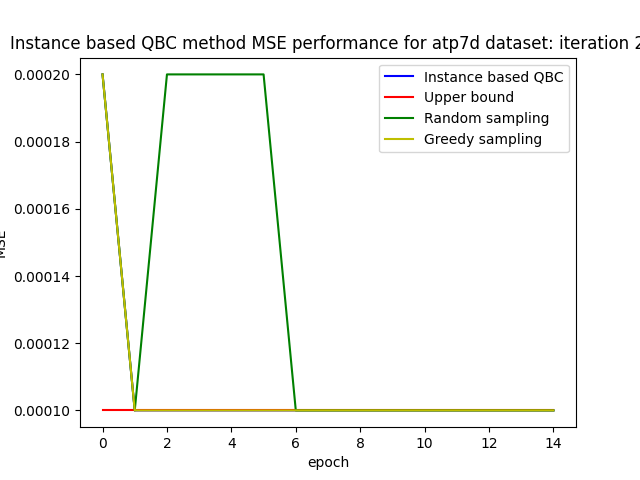 Instance based QBC method MSE performance for atp7d dataset: iteration 2
Instance based QBC
Upper bound
Random sampling
Greedy sampling
MSE
0.00020
0.00018
0.00016
0.00014
0.00012
0.00010
0 2 4 6 8 10 12 14
epoch